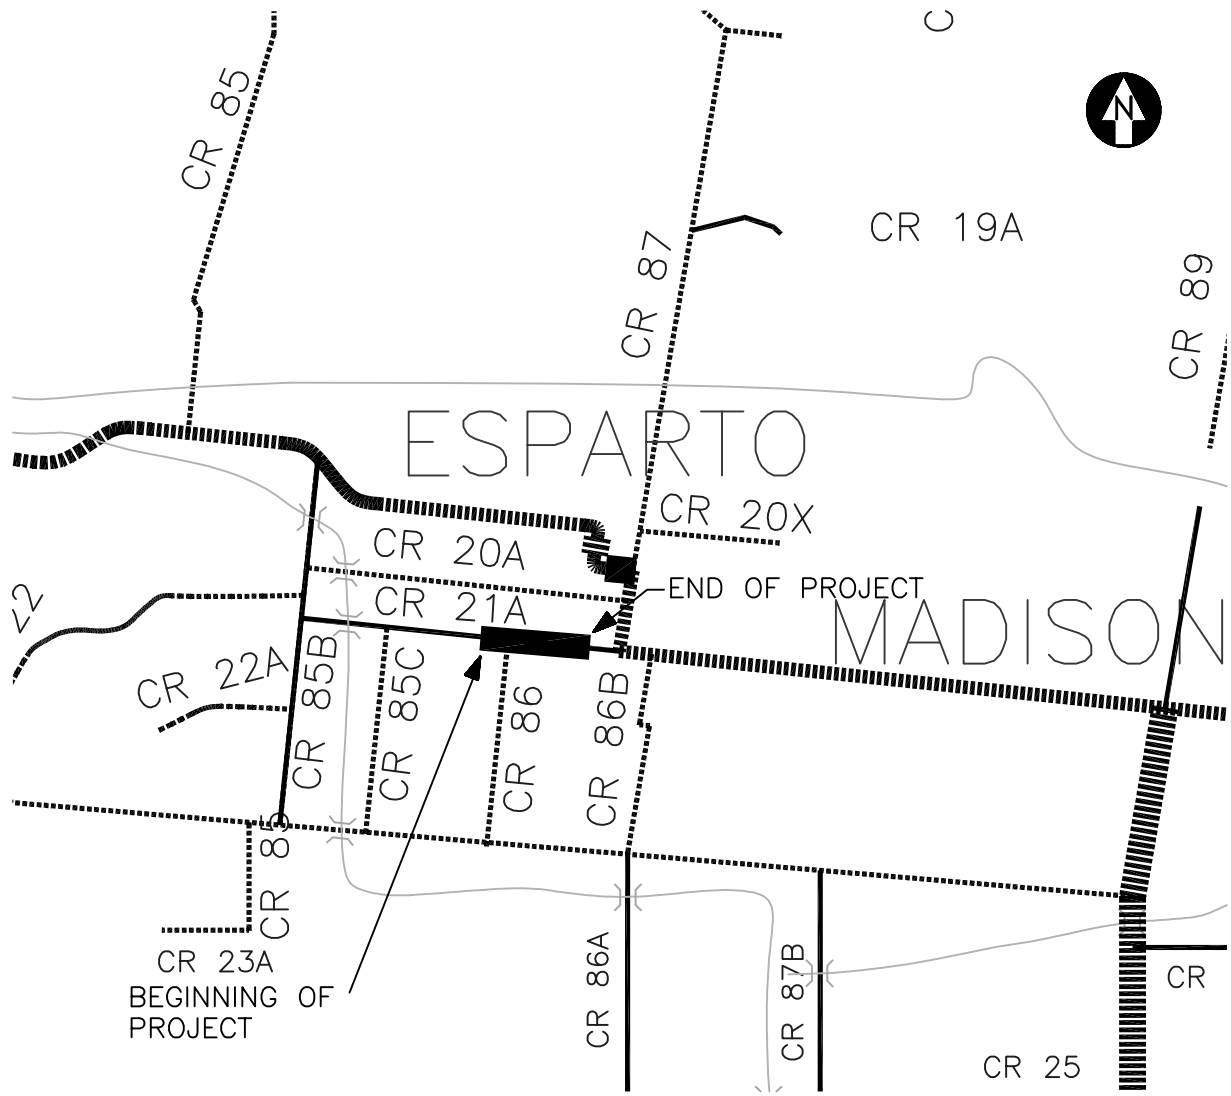 C
CR 85
N
CR 19A
CR 87
CR 89
ESPARTO
CR 20X
CR 20A
END OF PROJECT
CR 21A
22
MADISON
CR 22A
CR 85B
CR 85C
CR 86
CR 86B
CR 85
CR 23A
BEGINNING OF
PROJECT
CR 86A
CR 87B
CR
CR 25